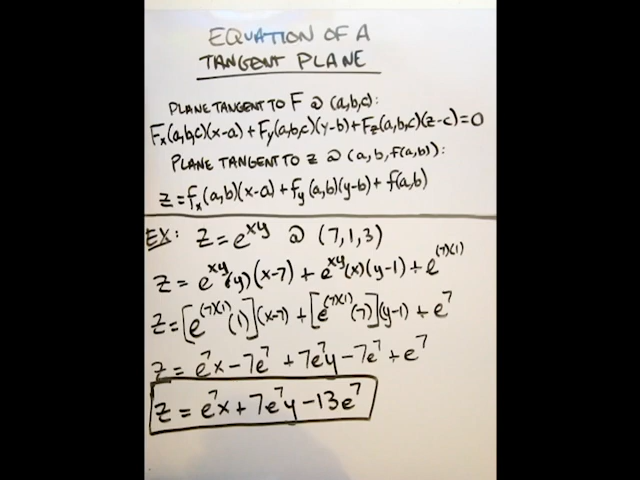 EQUATION OF A
TANGENT PLANE
PLANE TANGENT TO F @ (a,b,c):
Fx(a,b,c)(x-a) + Fy(a,b,c)(y-b) + Fz(a,b,c)(z-c) = 0
PLANE TANGENT TO z @ (a, b, f(a,b)):
z = fx(a,b)(x-a) + fy(a,b)(y-b) + f(a,b)
EX: z = e^xy @ (7,1,3)
z = e^xy(y)(x-7) + e^xy(x)(y-1) + e^(7)(1)
z = [e^(7)(1)(1)](x-7) + [e^(7)(1)(7)](y-1) + e^7
z = e^7x - 7e^7 + 7e^7y - 7e^7 + e^7
z = e^7x + 7e^7y - 13e^7